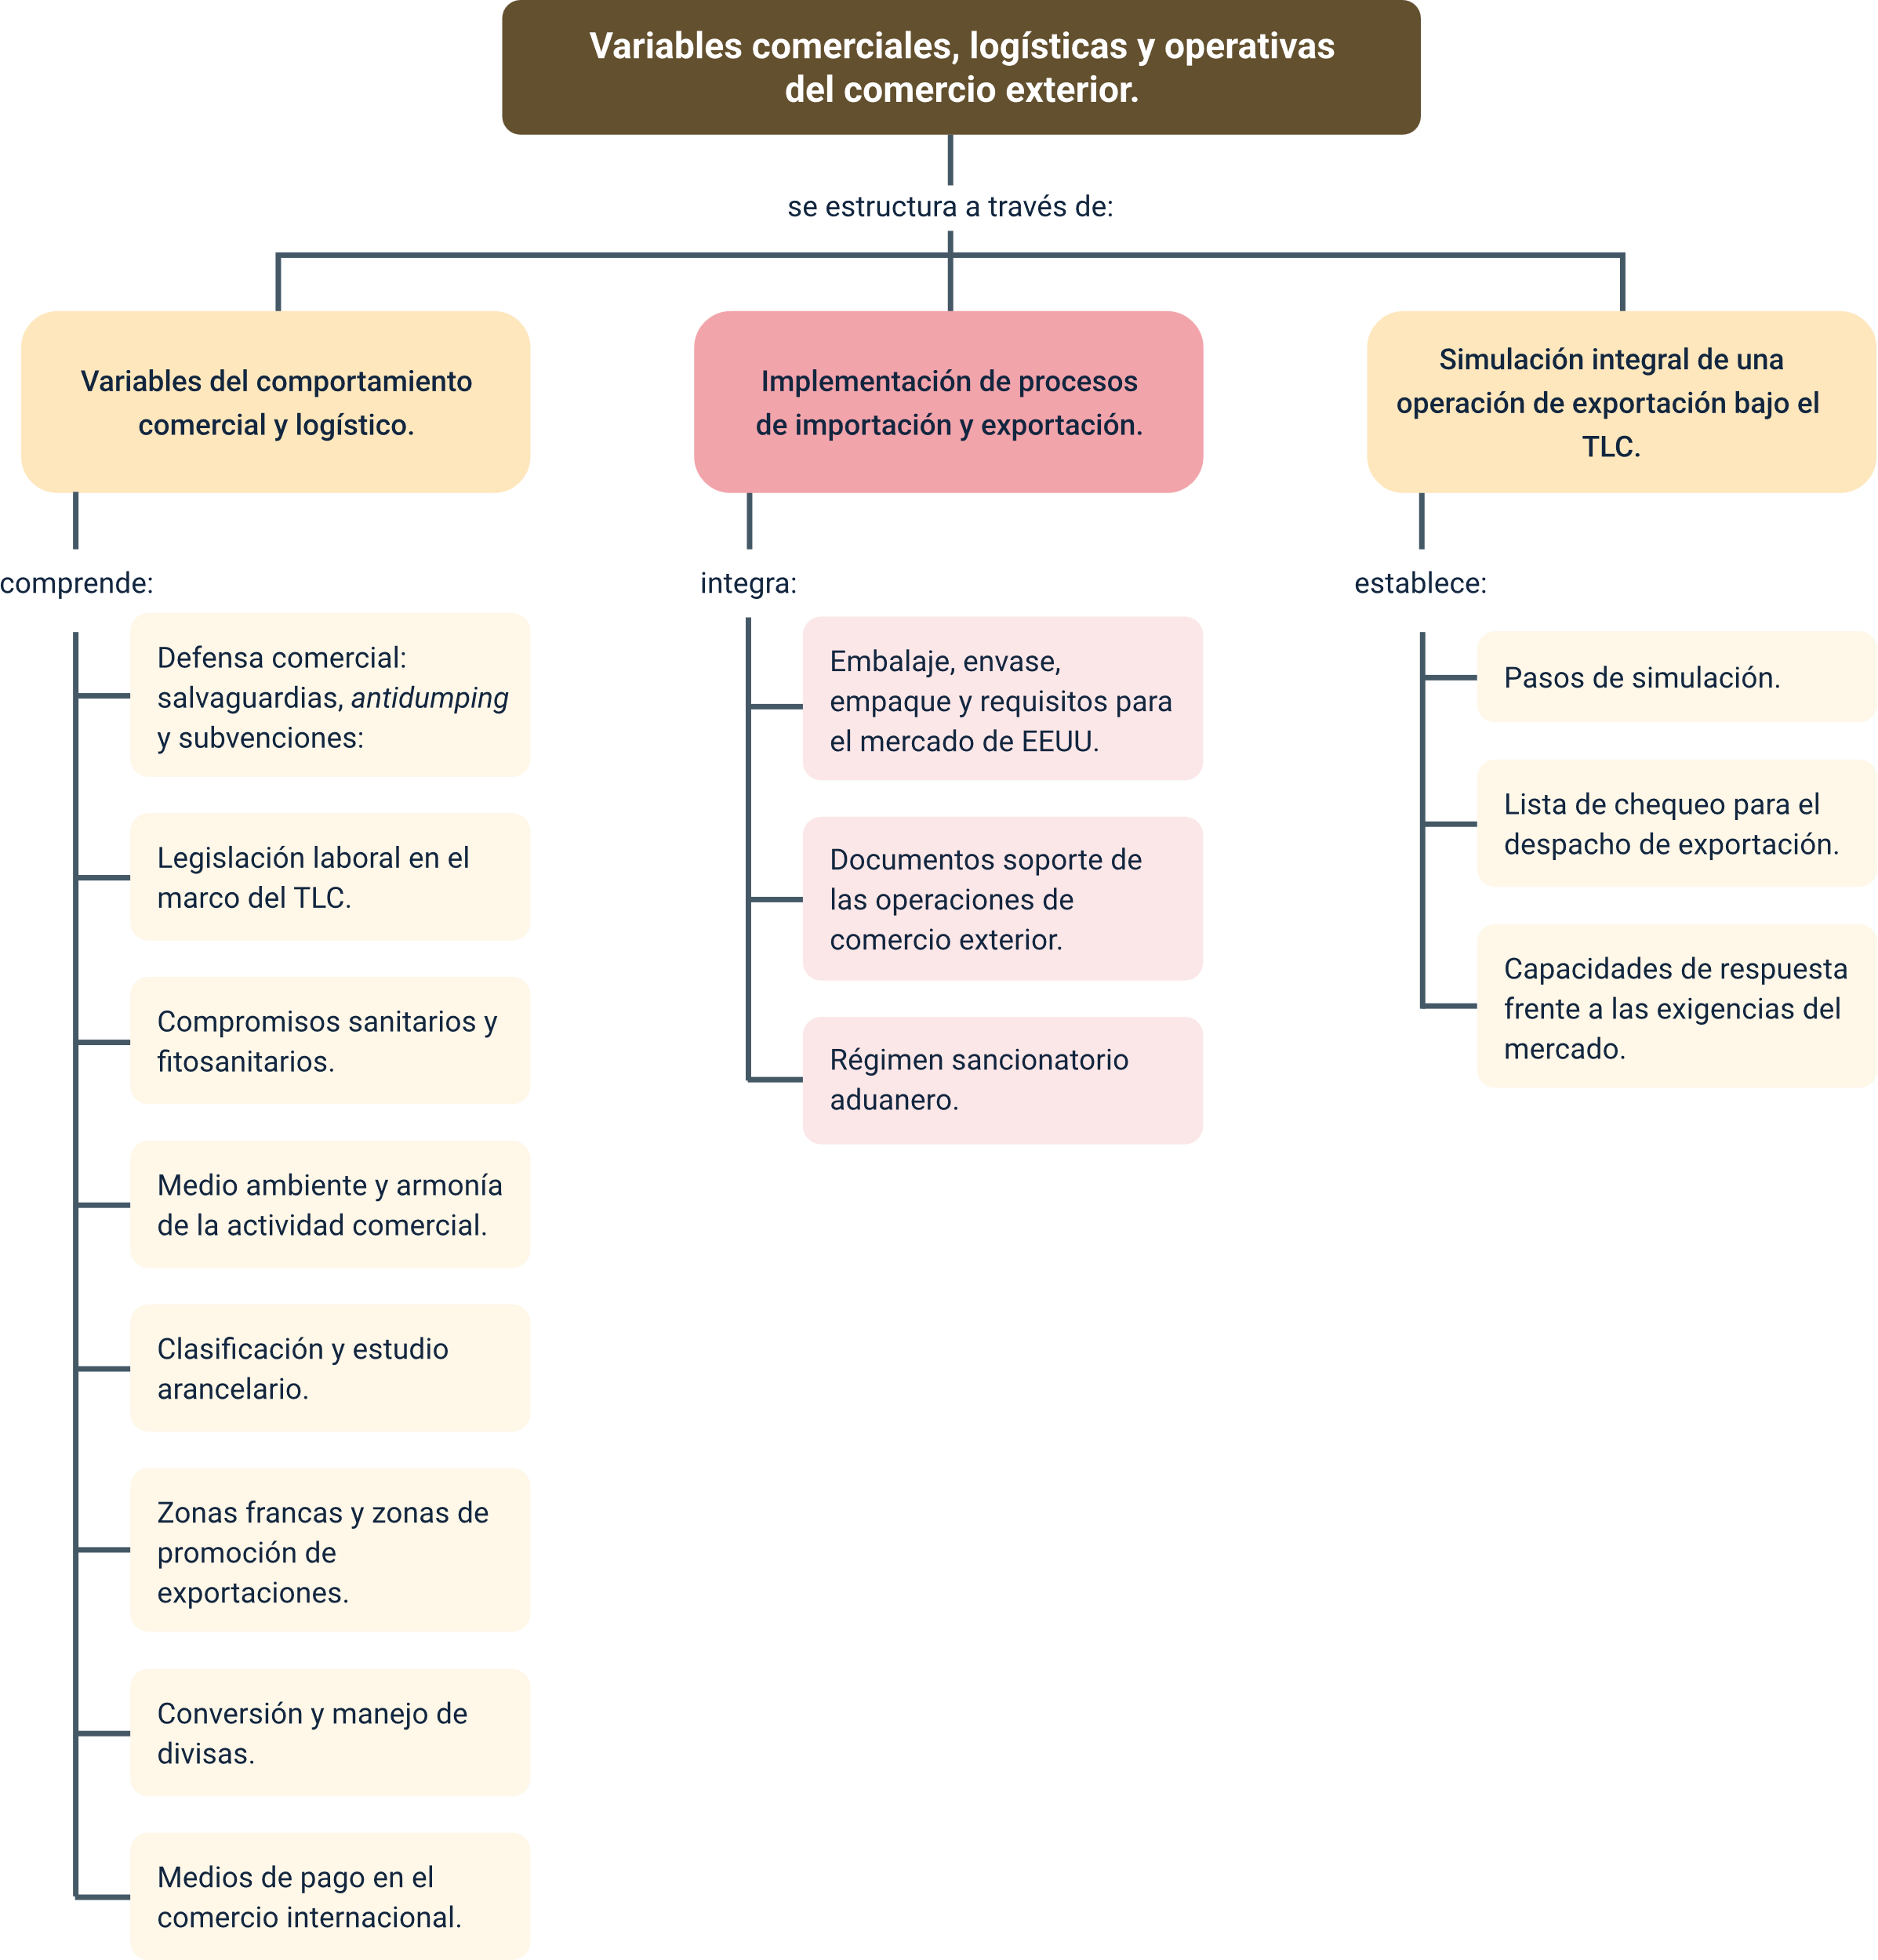 Variables comerciales, logísticas y operativas
del comercio exterior.
se estructura a través de:
Variables del comportamiento
comercial y logístico.
comprende:
Defensa comercial:
salvaguardias, antidumping
y subvenciones:
Legislación laboral en el
marco del TLC.
Compromisos sanitarios y
fitosanitarios.
Medio ambiente y armonía
de la actividad comercial.
Clasificación y estudio
arancelario.
Zonas francas y zonas de
promoción de
exportaciones.
Conversión y manejo de
divisas.
Medios de pago en el
comercio internacional.
Implementación de procesos
de importación y exportación.
integra:
Embalaje, envase,
empaque y requisitos para
el mercado de EEUU.
Documentos soporte de
las operaciones de
comercio exterior.
Régimen sancionatorio
aduanero.
Simulación integral de una
operación de exportación bajo el
TLC.
establece:
Pasos de simulación.
Lista de chequeo para el
despacho de exportación.
Capacidades de respuesta
frente a las exigencias del
mercado.